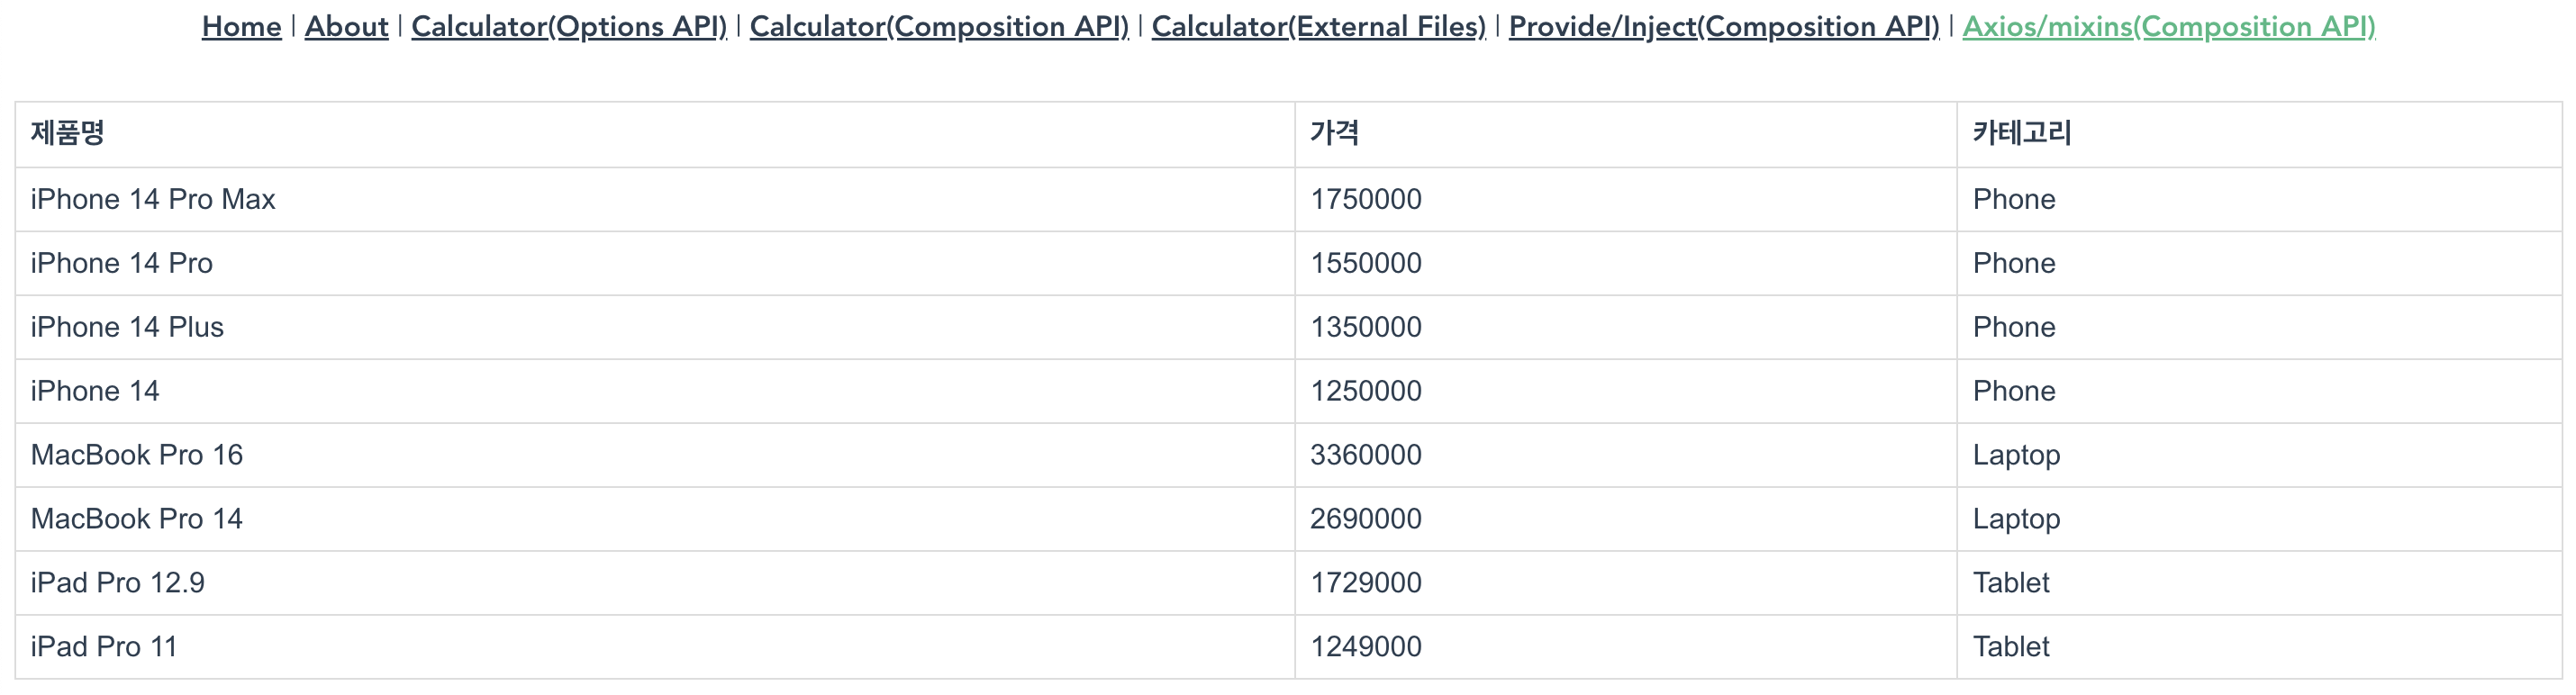 Home | About | Calculator(Options API) | Calculator(Composition API) | Calculator(External Files) | Provide/Inject(Composition API) | Axios/mixins(Composition API)
제품명 가격 카테고리
iPhone 14 Pro Max 1750000 Phone
iPhone 14 Pro 1550000 Phone
iPhone 14 Plus 1350000 Phone
iPhone 14 1250000 Phone
MacBook Pro 16 3360000 Laptop
MacBook Pro 14 2690000 Laptop
iPad Pro 12.9 1729000 Tablet
iPad Pro 11 1249000 Tablet